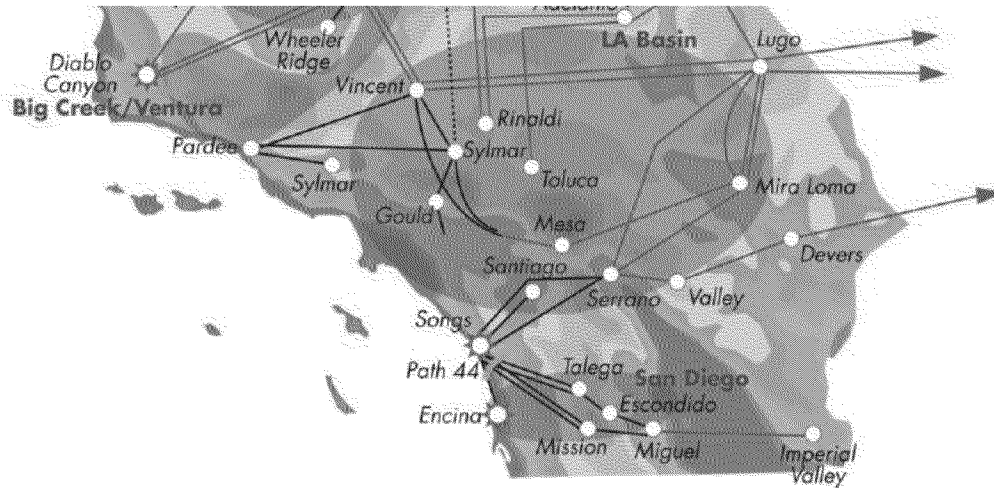 Adelanto
LA Basin
Lugo
Wheeler
Ridge
Diablo
Canyon
Vincent
Big Creek/Ventura
Rinaldi
Pardee
Sylmar
Sylmar
Toluca
Mira Loma
Gould
Mesa
Devers
Santiago
Serrano
Valley
Songs
Path 44
Talega
San Diego
Encina
Escondido
Mission
Miguel
Imperial
Valley